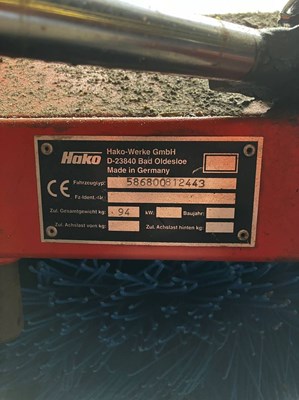 Hako
Hako-Werke GmbH
D-23840 Bad Oldesloe
Made in Germany
CE Fahrzeugtyp: 586800812443
Fz-Ident.-Nr.:
Zul. Gesamtgewicht kg: 94 kW: Baujahr:
Zul. Achslast vorn kg: Zul. Achslast hinten kg: